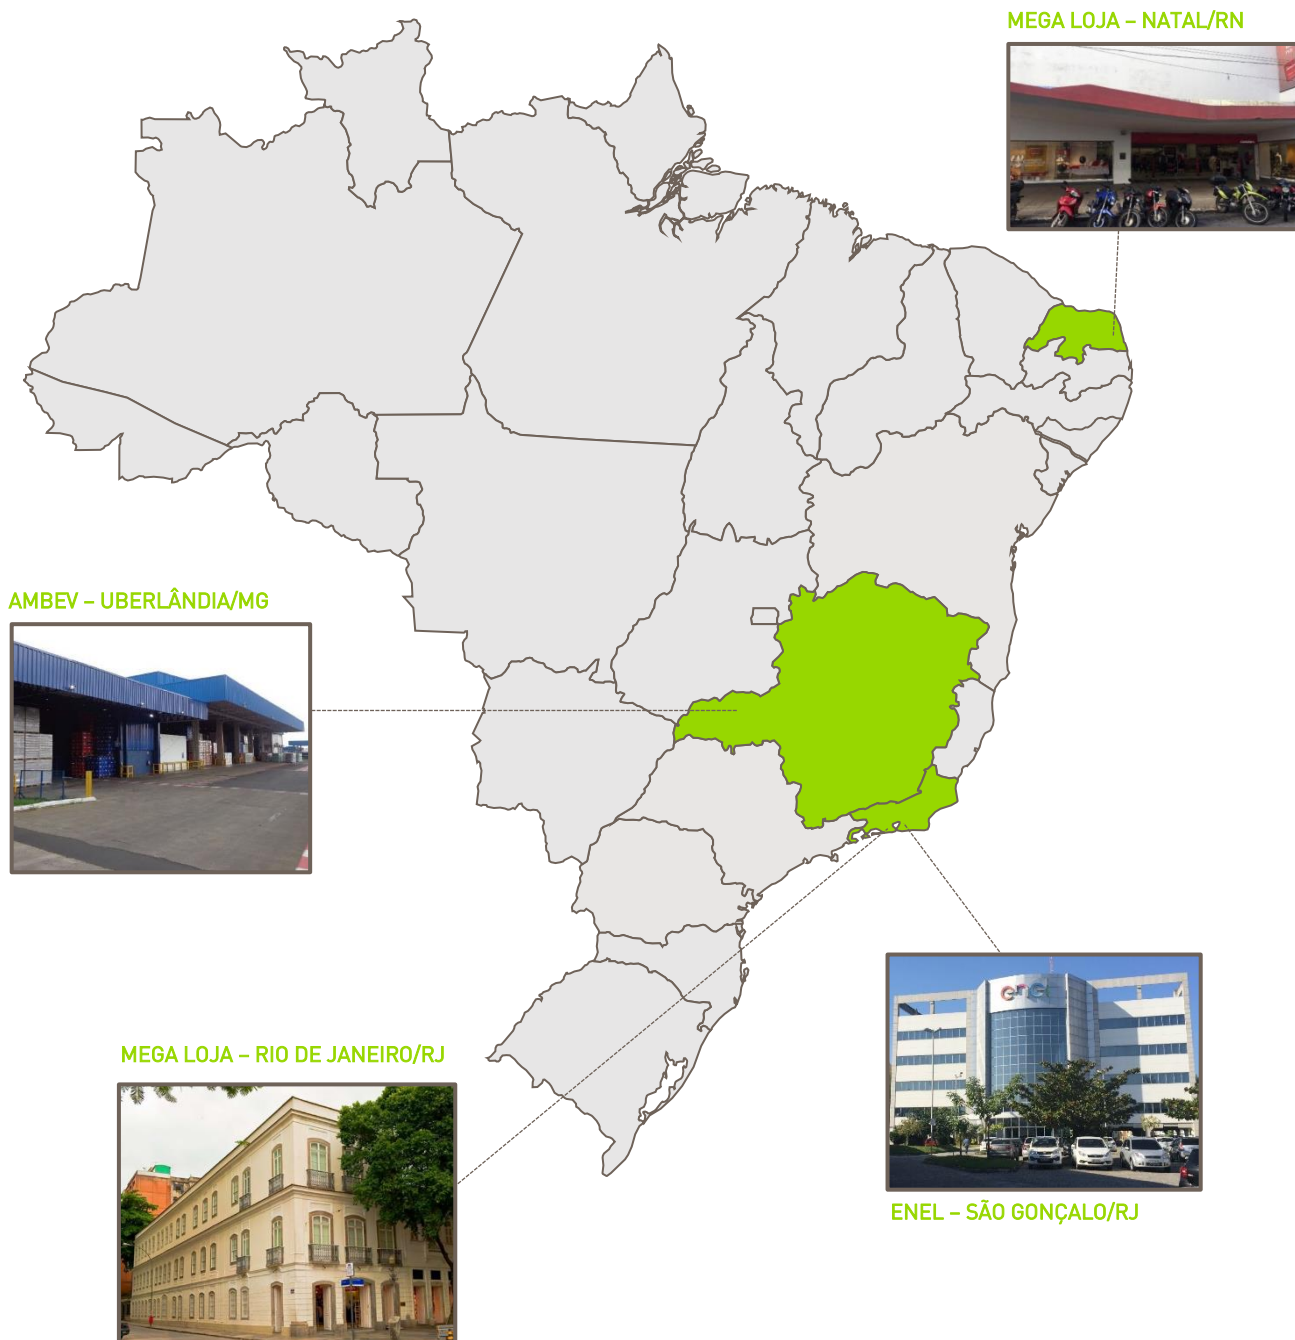 MEGA LOJA – NATAL/RN
AMBEV – UBERLÂNDIA/MG
enel
MEGA LOJA – RIO DE JANEIRO/RJ
ENEL – SÃO GONÇALO/RJ